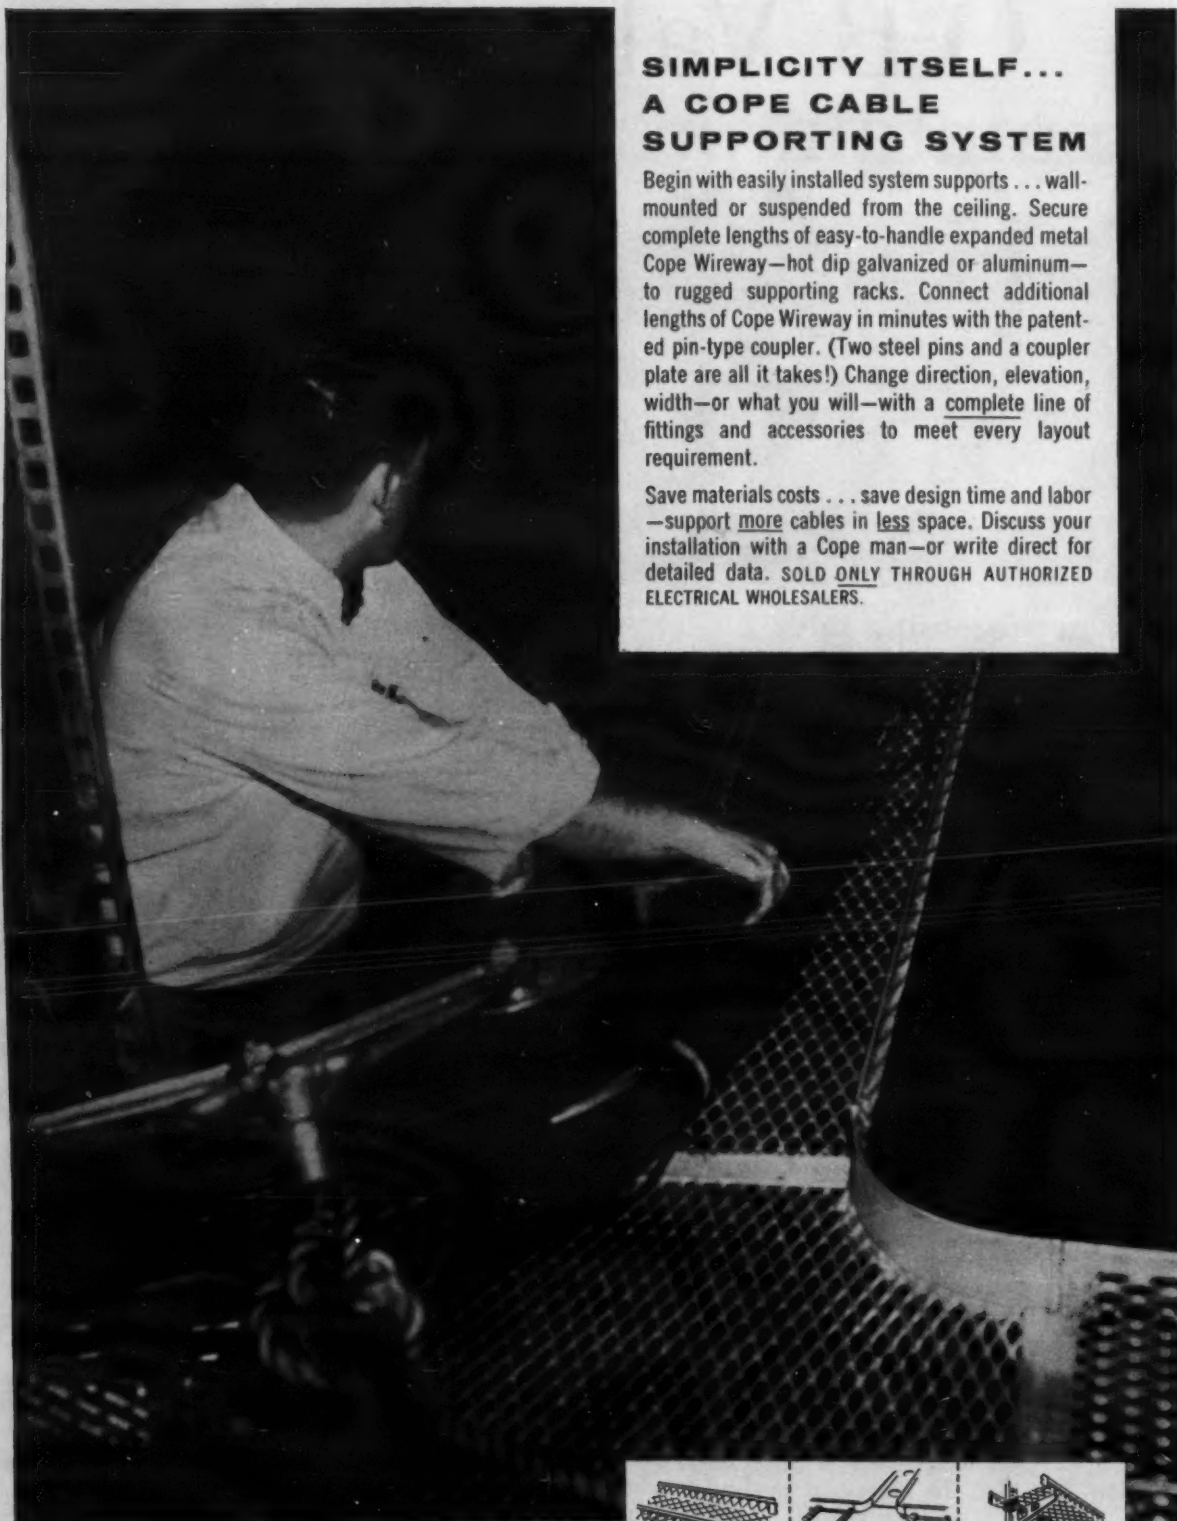 SIMPLICITY ITSELF...
A COPE CABLE
SUPPORTING SYSTEM
Begin with easily installed system supports . . . wall-
mounted or suspended from the ceiling. Secure
complete lengths of easy-to-handle expanded metal
Cope Wireway—hot dip galvanized or aluminum—
to rugged supporting racks. Connect additional
lengths of Cope Wireway in minutes with the patent-
ed pin-type coupler. (Two steel pins and a coupler
plate are all it takes!) Change direction, elevation,
width—or what you will—with a complete line of
fittings and accessories to meet every layout
requirement.
Save materials costs . . . save design time and labor
—support more cables in less space. Discuss your
installation with a Cope man—or write direct for
detailed data. SOLD ONLY THROUGH AUTHORIZED
ELECTRICAL WHOLESALERS.